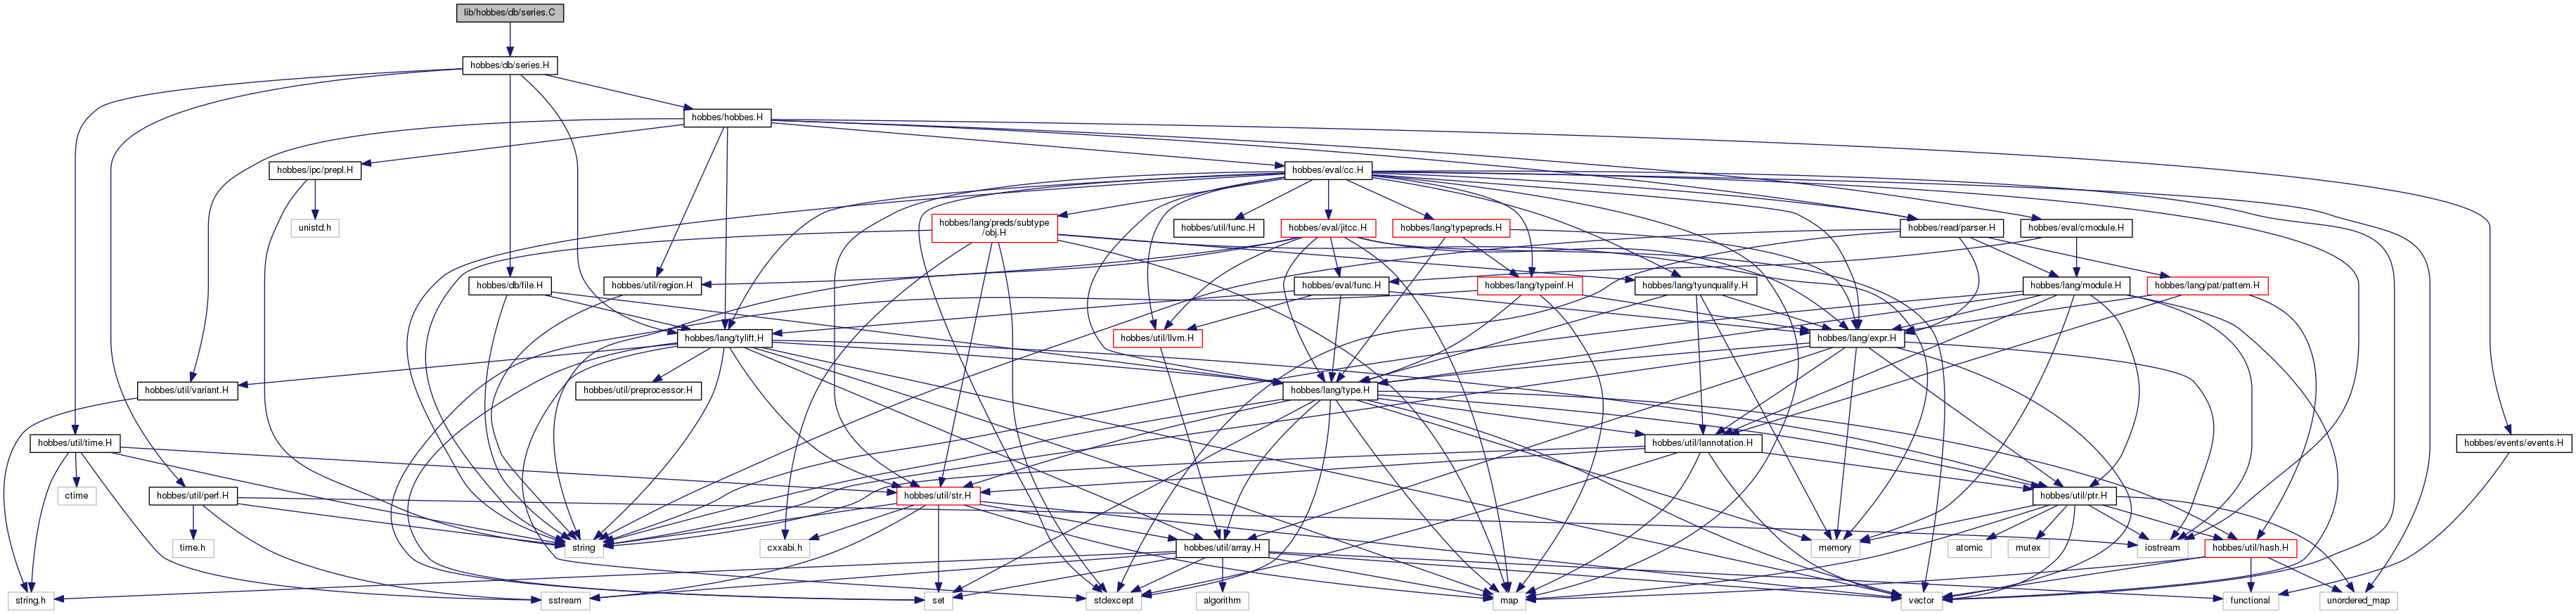 lib/hobbes/db/series.C
hobbes/db/series.H
hobbes/hobbes.H
hobbes/ipc/prepl.H
hobbes/eval/cc.H
unistd.h
hobbes/lang/preds/subtype
/obj.H
hobbes/util/func.H
hobbes/eval/jitcc.H
hobbes/lang/typepreds.H
hobbes/read/parser.H
hobbes/eval/cmodule.H
hobbes/db/file.H
hobbes/util/region.H
hobbes/eval/func.H
hobbes/lang/typeinf.H
hobbes/lang/tyunqualify.H
hobbes/lang/module.H
hobbes/lang/pat/pattern.H
hobbes/lang/tylift.H
hobbes/util/llvm.H
hobbes/lang/expr.H
hobbes/util/variant.H
hobbes/util/preprocessor.H
hobbes/lang/type.H
hobbes/util/time.H
hobbes/util/lannotation.H
hobbes/events/events.H
ctime
hobbes/util/perf.H
hobbes/util/str.H
hobbes/util/ptr.H
time.h
string
cxxabi.h
hobbes/util/array.H
memory
atomic
mutex
iostream
hobbes/util/hash.H
string.h
sstream
set
stdexcept
algorithm
map
vector
functional
unordered_map